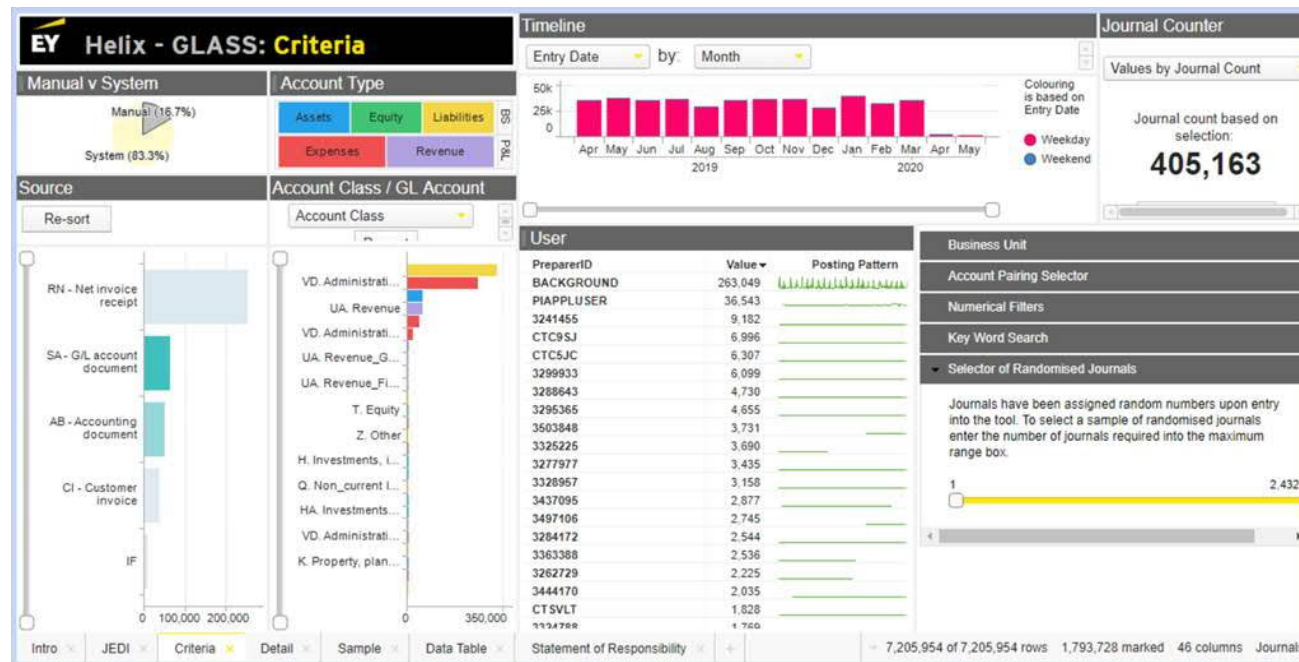 EY
Helix - GLASS: Criteria
Manual v System
Manual (16.7%)
System (83.3%)
Account Type
Assets
Equity
Liabilities
BS
Expenses
Revenue
P&L
Source
Re-sort
RN - Net invoice
receipt
SA - G/L account
document
AB - Accounting
document
CI - Customer
invoice
IF
0 100,000 200,000
Account Class / GL Account
Account Class
VD. Administrati...
UA. Revenue
VD. Administrati...
UA. Revenue_G...
UA. Revenue_Fi...
T. Equity
Z. Other
H. Investments, i...
Q. Non_current l...
HA. Investments...
VD. Administrati...
K. Property, plan...
0 350,000
Timeline
Entry Date by: Month
50k
25k
0
Apr May Jun Jul Aug Sep Oct Nov Dec Jan Feb Mar Apr May
2019 2020
Colouring
is based on
Entry Date
Weekday
Weekend
Journal Counter
Values by Journal Count
Journal count based on
selection:
405,163
User
PreparerID Value Posting Pattern
BACKGROUND 263,049
PIAPPLUSER 36,543
3241455 9,182
CTC9SJ 6,996
CTC5JC 6,307
3299933 6,099
3288643 4,730
3295365 4,655
3503848 3,731
3325225 3,690
3277977 3,435
3328957 3,158
3437095 2,877
3497106 2,745
3284172 2,544
3363388 2,536
3262729 2,225
3444170 2,035
CTSVLT 1,828
Business Unit
Account Pairing Selector
Numerical Filters
Key Word Search
Selector of Randomised Journals
Journals have been assigned random numbers upon entry
into the tool. To select a sample of randomised journals
enter the number of journals required into the maximum
range box.
1 2,432
Intro JEDI Criteria Detail Sample Data Table Statement of Responsibility +
7,205,954 of 7,205,954 rows 1,793,728 marked 46 columns Journals